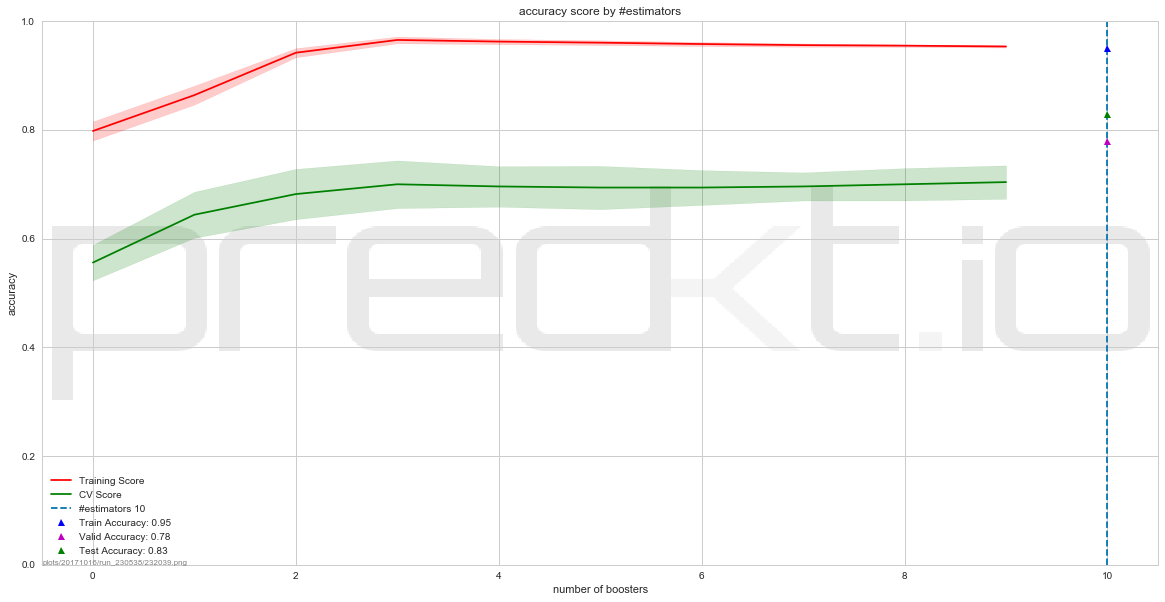 accuracy score by #estimators
1.0
0.8
0.6
0.4
0.2
0.0
accuracy
predkt.io
Training Score
CV Score
#estimators 10
Train Accuracy: 0.95
Valid Accuracy: 0.78
Test Accuracy: 0.83
plots/20171016/run_230538/232039.png
0 2 4 6 8 10
number of boosters